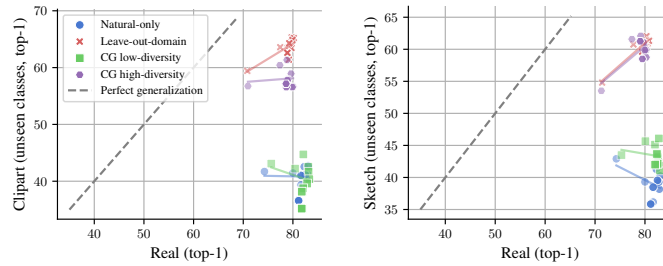 Clipart (unseen classes, top-1)
70
60
50
40
Natural-only
Leave-out-domain
CG low-diversity
CG high-diversity
Perfect generalization
40
50
60
70
80
Real (top-1)
Sketch (unseen classes, top-1)
65
60
55
50
45
40
35
40
50
60
70
80
Real (top-1)